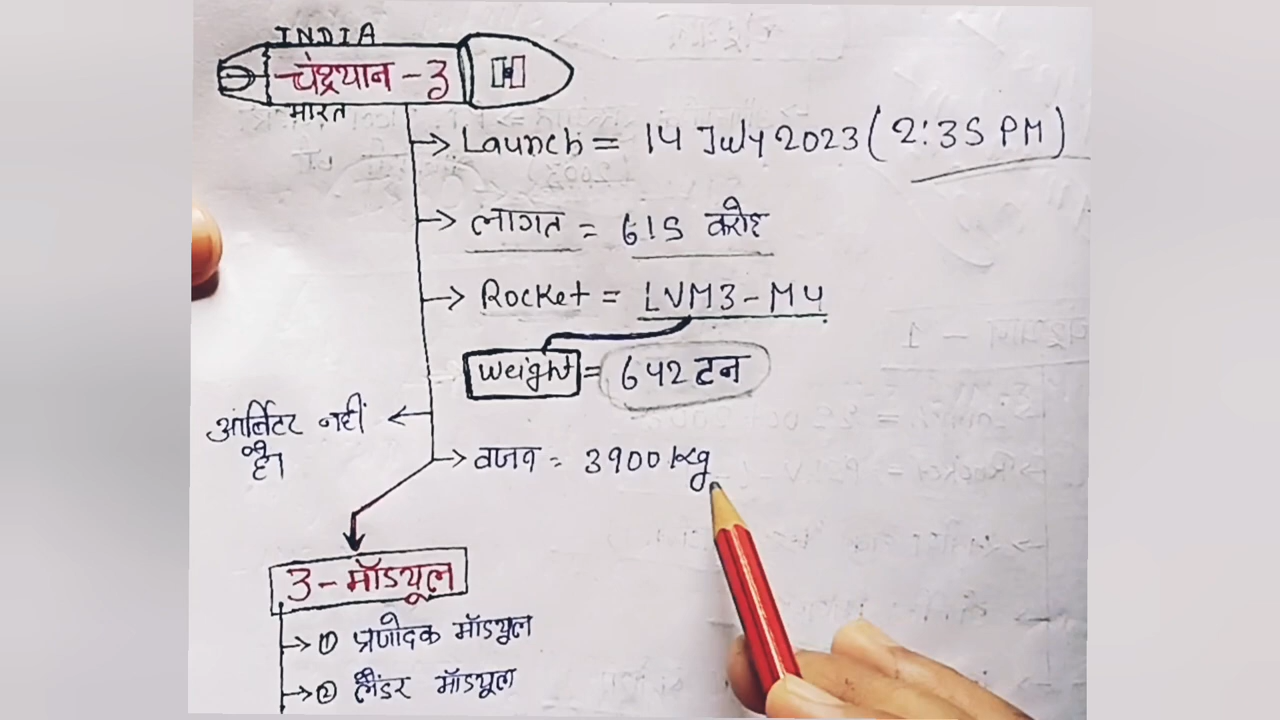 INDIA
चंद्रयान-3
भारत
Launch = 14 July 2023 (2:35 PM)
लागत = 615 करोड़
Rocket = LVM3-M4
Weight = 642 टन
ऑर्बिटर नहीं है।
वजन = 3900 Kg
3-मॉड्यूल
① प्रणोदक मॉड्यूल
② लैंडर मॉड्यूल